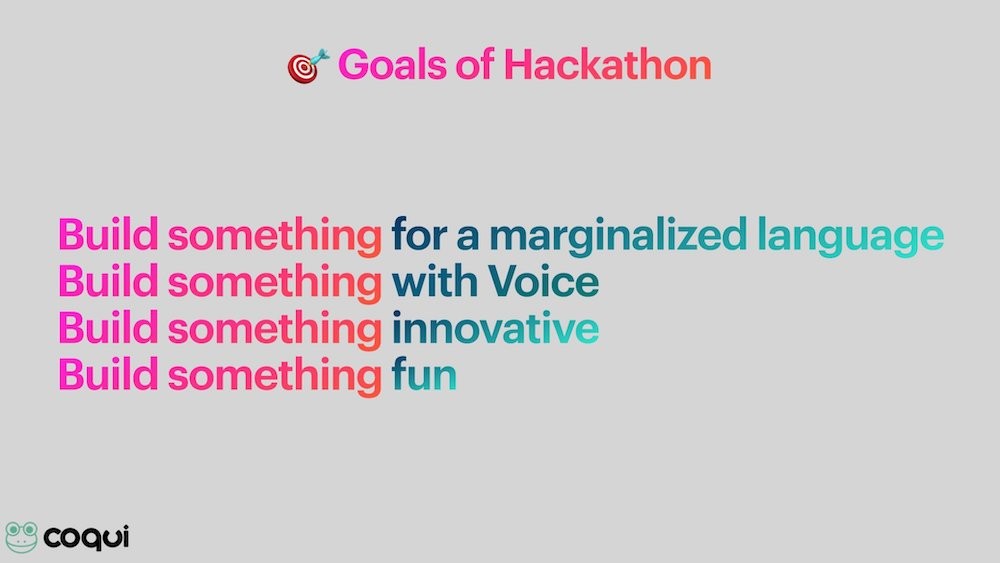 🎯 Goals of Hackathon
Build something for a marginalized language
Build something with Voice
Build something innovative
Build something fun
coqui